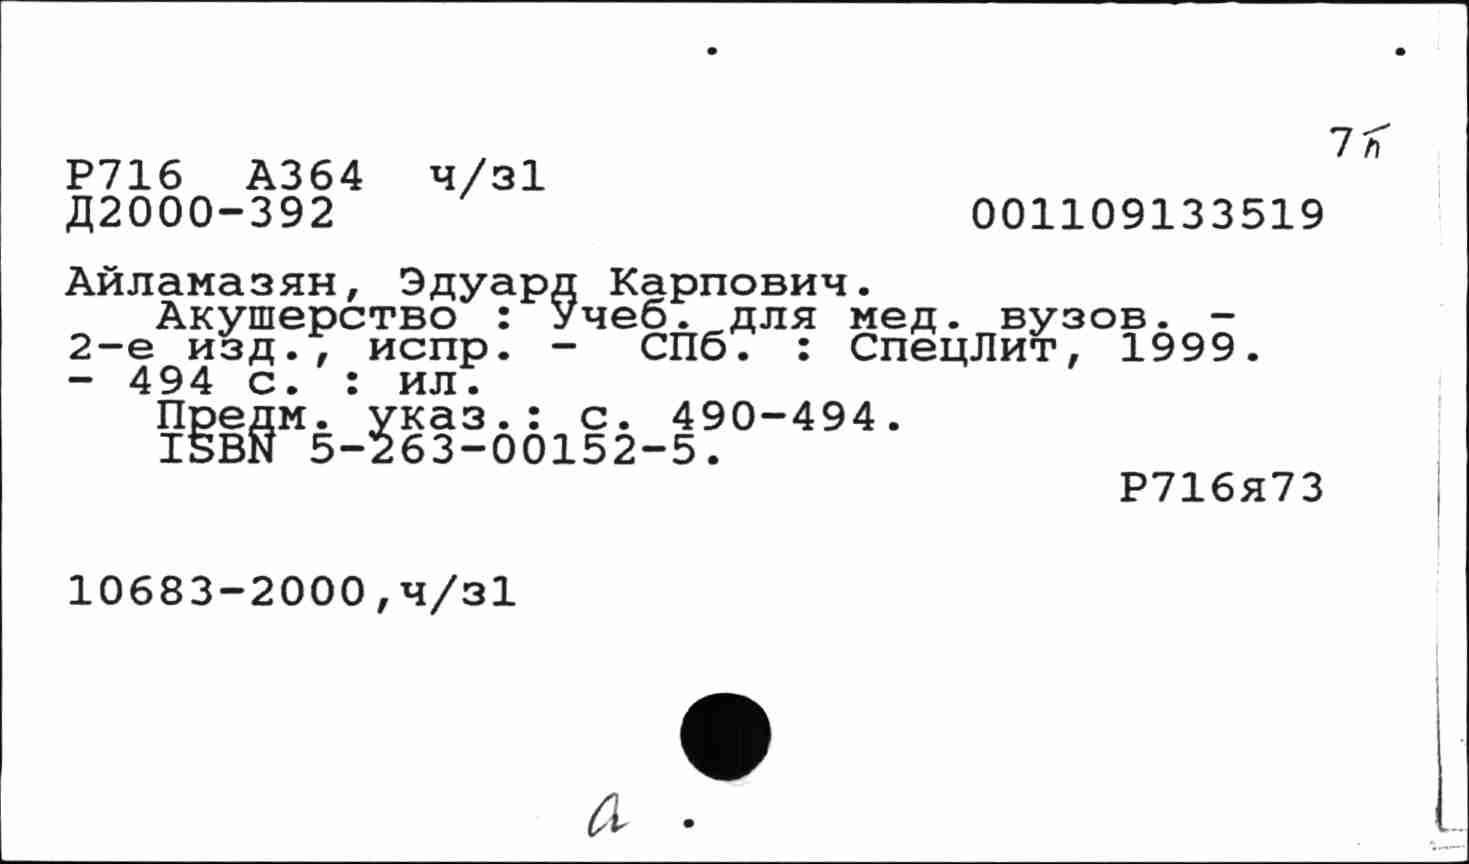 Р716 А364 ч/з1
Д2000-392 001109133519
Айламазян, Эдуард Карпович.
Акушерство : Учеб. для мед. вузов. -
2-е изд., испр. - СПб. : СпецЛит, 1999.
- 494 с. : ил.
Предм. указ.: с. 490-494.
ISBN 5-263-00152-5.
Р716я73
10683-2000,ч/з1
а